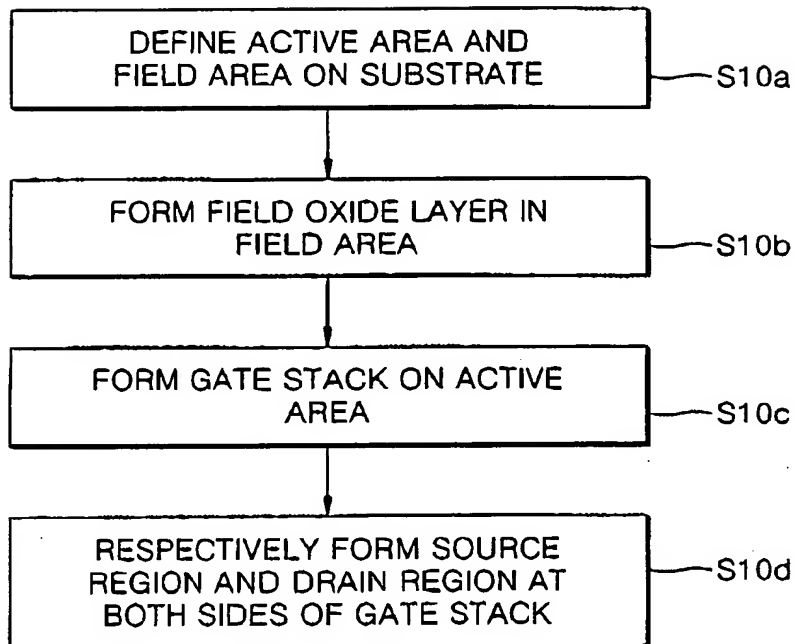 DEFINE ACTIVE AREA AND
FIELD AREA ON SUBSTRATE
S10a
FORM FIELD OXIDE LAYER IN
FIELD AREA
S10b
FORM GATE STACK ON ACTIVE
AREA
S10c
RESPECTIVELY FORM SOURCE
REGION AND DRAIN REGION AT
BOTH SIDES OF GATE STACK
S10d